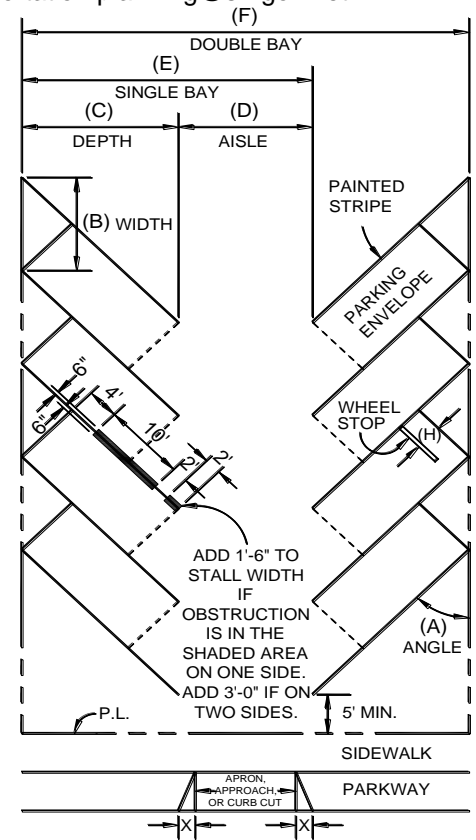 (F)
DOUBLE BAY
(E)
SINGLE BAY
(C)
(D)
DEPTH
AISLE
(B) WIDTH
PAINTED
STRIPE
PARKING
ENVELOPE
6"
6"
4'
10'
2'
2'
WHEEL
STOP
(H)
ADD 1'-6" TO
STALL WIDTH
IF
OBSTRUCTION
IS IN THE
SHADED AREA
ON ONE SIDE.
ADD 3'-0" IF ON
TWO SIDES.
(A)
ANGLE
P.L.
5' MIN.
SIDEWALK
APRON,
APPROACH,
OR CURB CUT
PARKWAY
X
X